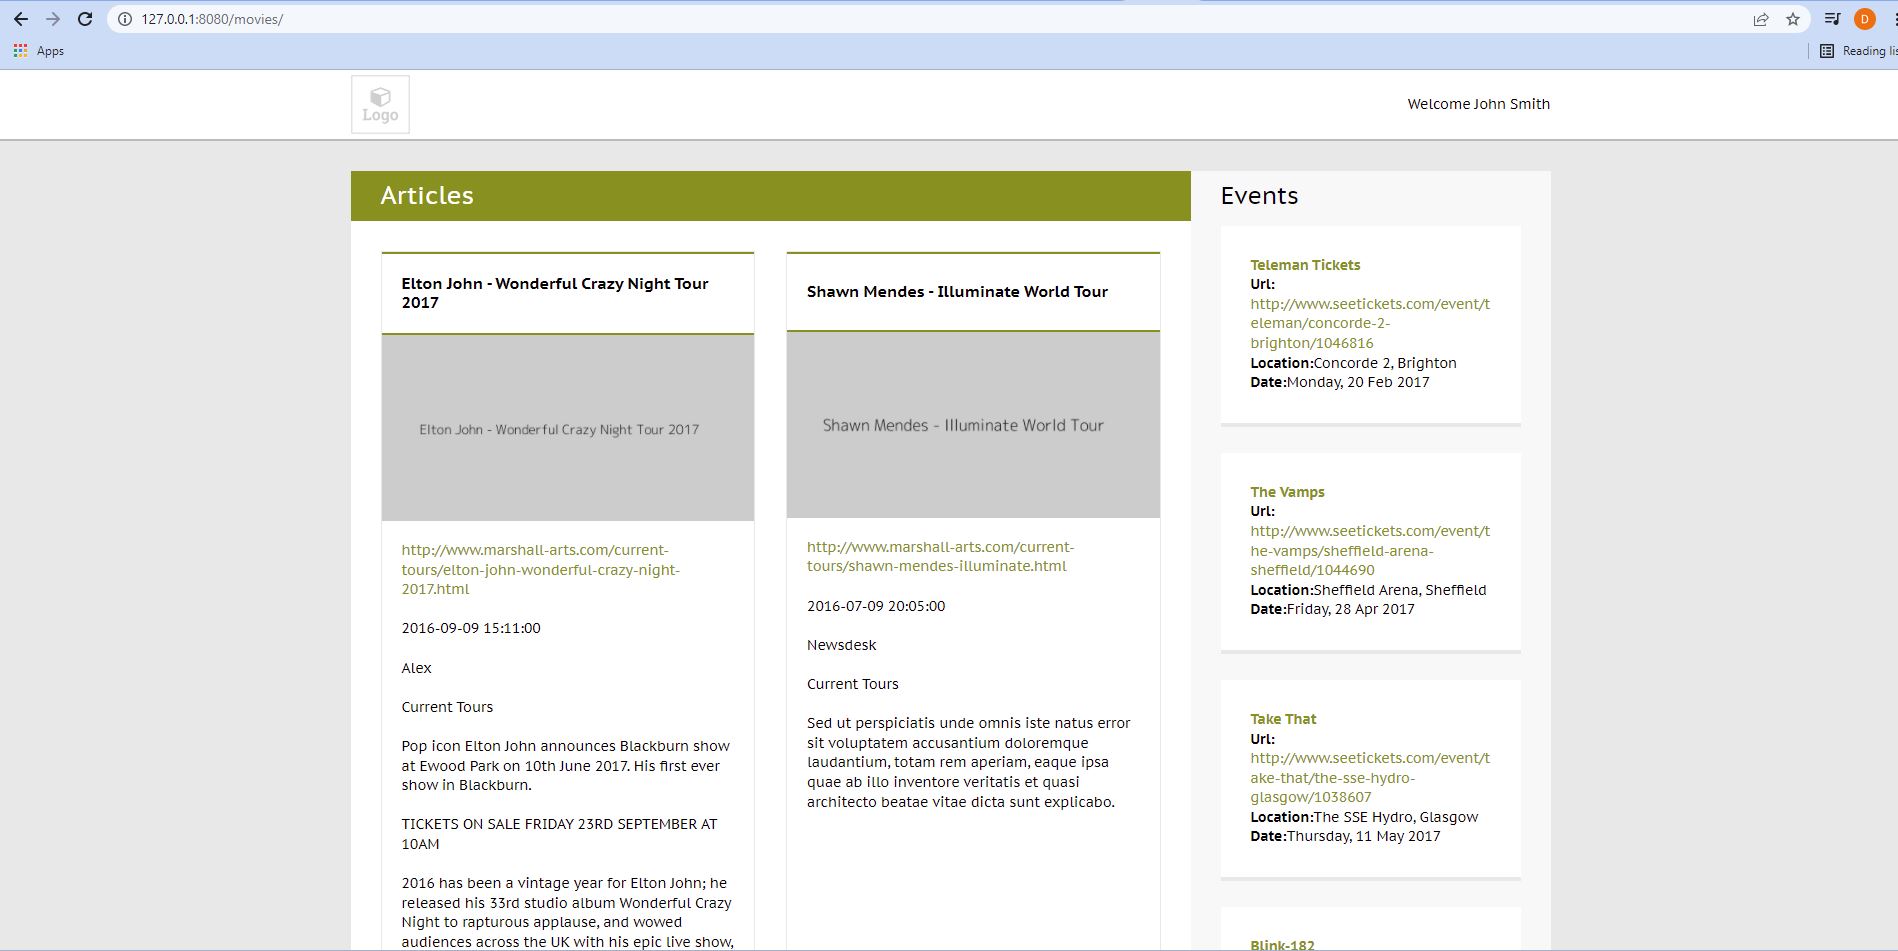 127.0.0.1:8080/movies/
D
Apps
Reading lis
Logo
Welcome John Smith
Articles
Elton John - Wonderful Crazy Night Tour
2017
Elton John - Wonderful Crazy Night Tour 2017
http://www.marshall-arts.com/current-
tours/elton-john-wonderful-crazy-night-
2017.html
2016-09-09 15:11:00
Alex
Current Tours
Pop icon Elton John announces Blackburn show
at Ewood Park on 10th June 2017. His first ever
show in Blackburn.
TICKETS ON SALE FRIDAY 23RD SEPTEMBER AT
10AM
2016 has been a vintage year for Elton John; he
released his 33rd studio album Wonderful Crazy
Night to rapturous applause, and wowed
audiences across the UK with his epic live show,
Shawn Mendes - Illuminate World Tour
Shawn Mendes - Illuminate World Tour
http://www.marshall-arts.com/current-
tours/shawn-mendes-illuminate.html
2016-07-09 20:05:00
Newsdesk
Current Tours
Sed ut perspiciatis unde omnis iste natus error
sit voluptatem accusantium doloremque
laudantium, totam rem aperiam, eaque ipsa
quae ab illo inventore veritatis et quasi
architecto beatae vitae dicta sunt explicabo.
Events
Teleman Tickets
Url:
http://www.seetickets.com/event/t
eleman/concorde-2-
brighton/1046816
Location:Concorde 2, Brighton
Date:Monday, 20 Feb 2017
The Vamps
Url:
http://www.seetickets.com/event/t
he-vamps/sheffield-arena-
sheffield/1044690
Location:Sheffield Arena, Sheffield
Date:Friday, 28 Apr 2017
Take That
Url:
http://www.seetickets.com/event/t
ake-that/the-sse-hydro-
glasgow/1038607
Location:The SSE Hydro, Glasgow
Date:Thursday, 11 May 2017
Blink-182